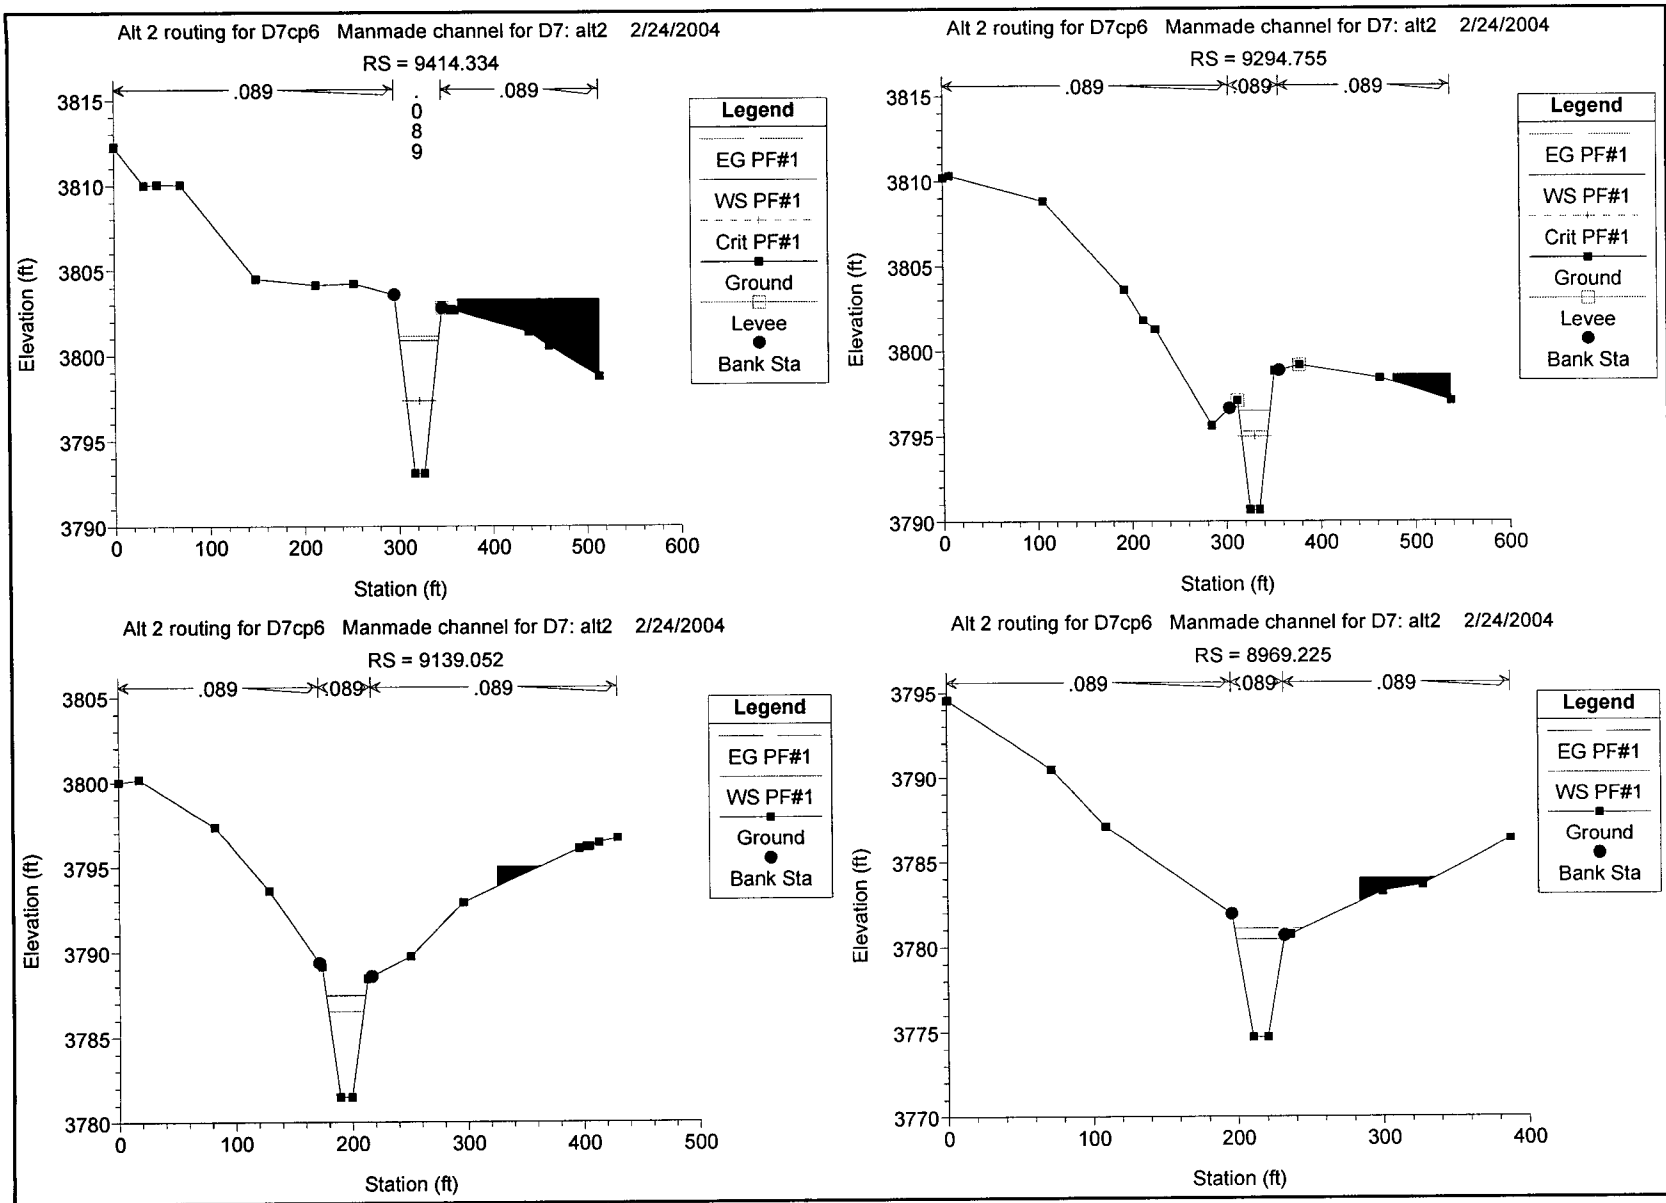 Alt 2 routing for D7cp6 Manmade channel for D7: alt2 2/24/2004
RS = 9414.334
.089
.089
.089
3815
3810
3805
3800
3795
3790
Elevation (ft)
0 100 200 300 400 500 600
Station (ft)
Legend
EG PF#1
WS PF#1
Crit PF#1
Ground
Levee
Bank Sta
Alt 2 routing for D7cp6 Manmade channel for D7: alt2 2/24/2004
RS = 9294.755
.089 .089 .089
3815
3810
3805
3800
3795
3790
Elevation (ft)
0 100 200 300 400 500 600
Station (ft)
Legend
EG PF#1
WS PF#1
Crit PF#1
Ground
Levee
Bank Sta
Alt 2 routing for D7cp6 Manmade channel for D7: alt2 2/24/2004
RS = 9139.052
.089 .089 .089
3805
3800
3795
3790
3785
3780
Elevation (ft)
0 100 200 300 400 500
Station (ft)
Legend
EG PF#1
WS PF#1
Ground
Bank Sta
Alt 2 routing for D7cp6 Manmade channel for D7: alt2 2/24/2004
RS = 8969.225
.089 .089 .089
3795
3790
3785
3780
3775
3770
Elevation (ft)
0 100 200 300 400
Station (ft)
Legend
EG PF#1
WS PF#1
Ground
Bank Sta